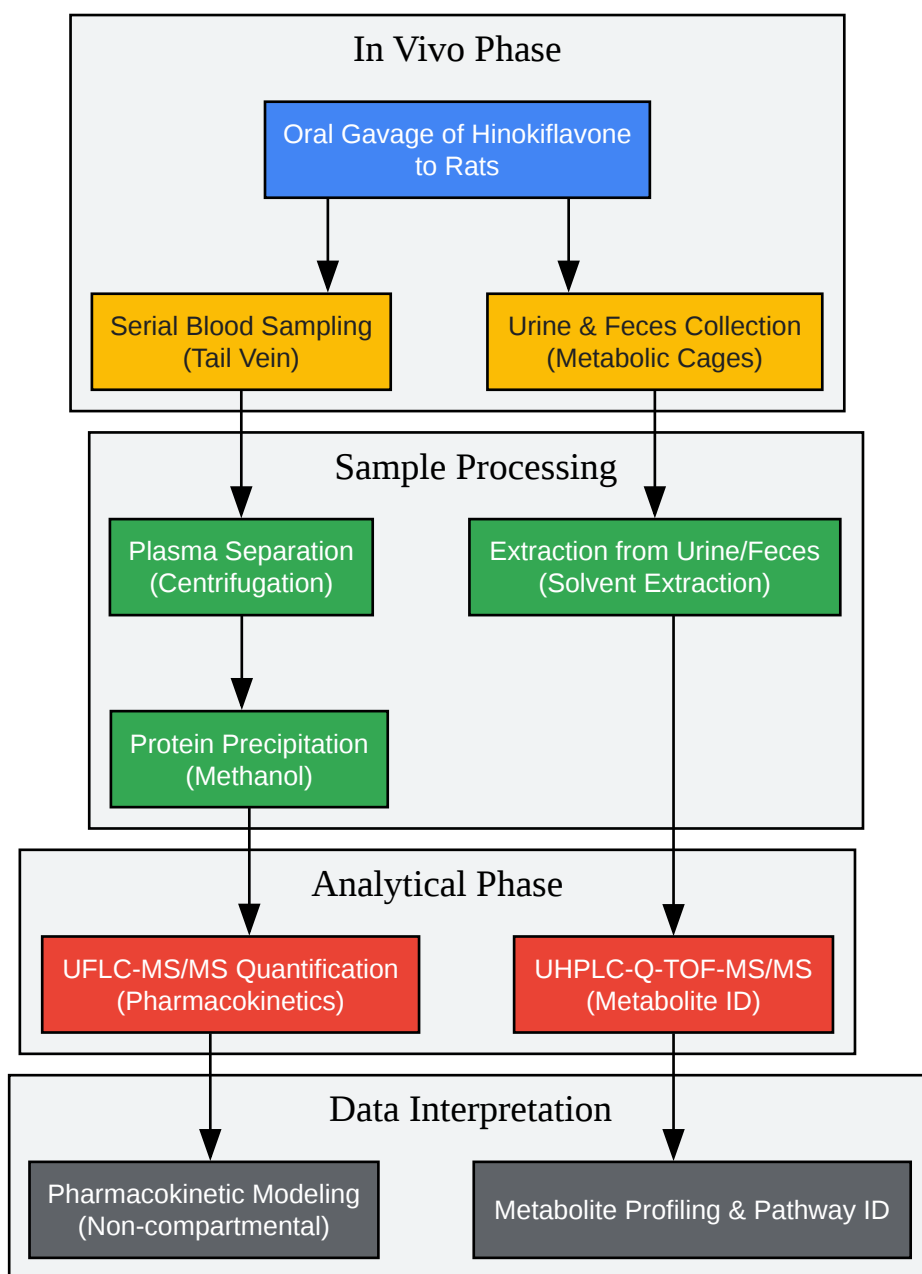 In Vivo Phase
Oral Gavage of Hinokiflavone
to Rats
Serial Blood Sampling
(Tail Vein)
Urine & Feces Collection
(Metabolic Cages)
Sample Processing
Plasma Separation
(Centrifugation)
Extraction from Urine/Feces
(Solvent Extraction)
Protein Precipitation
(Methanol)
Analytical Phase
UFLC-MS/MS Quantification
(Pharmacokinetics)
UHPLC-Q-TOF-MS/MS
(Metabolite ID)
Data Interpretation
Pharmacokinetic Modeling
(Non-compartmental)
Metabolite Profiling & Pathway ID